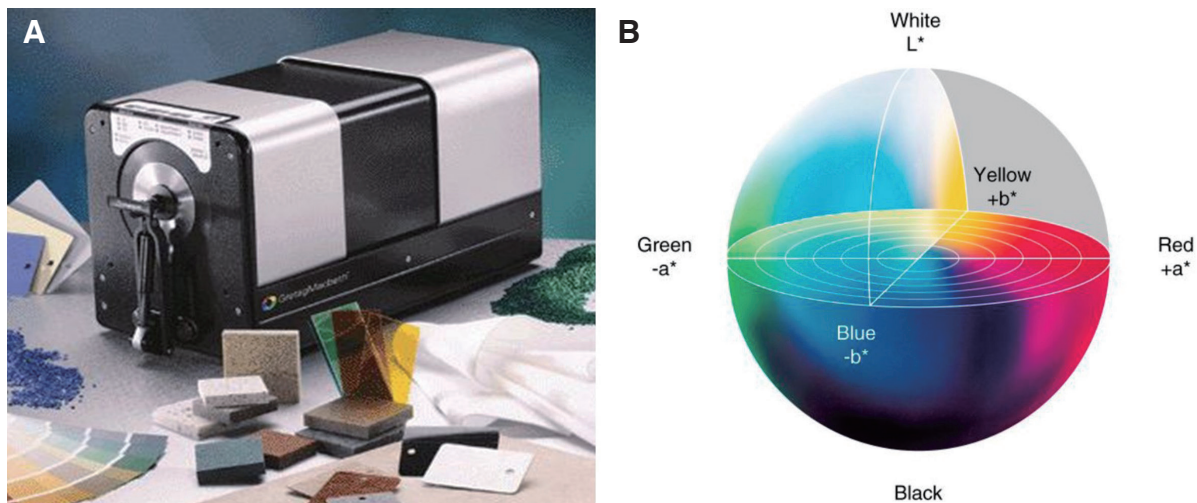 A
GretagMacbeth
B
White
L*
Yellow
+b*
Green
-a*
Red
+a*
Blue
-b*
Black